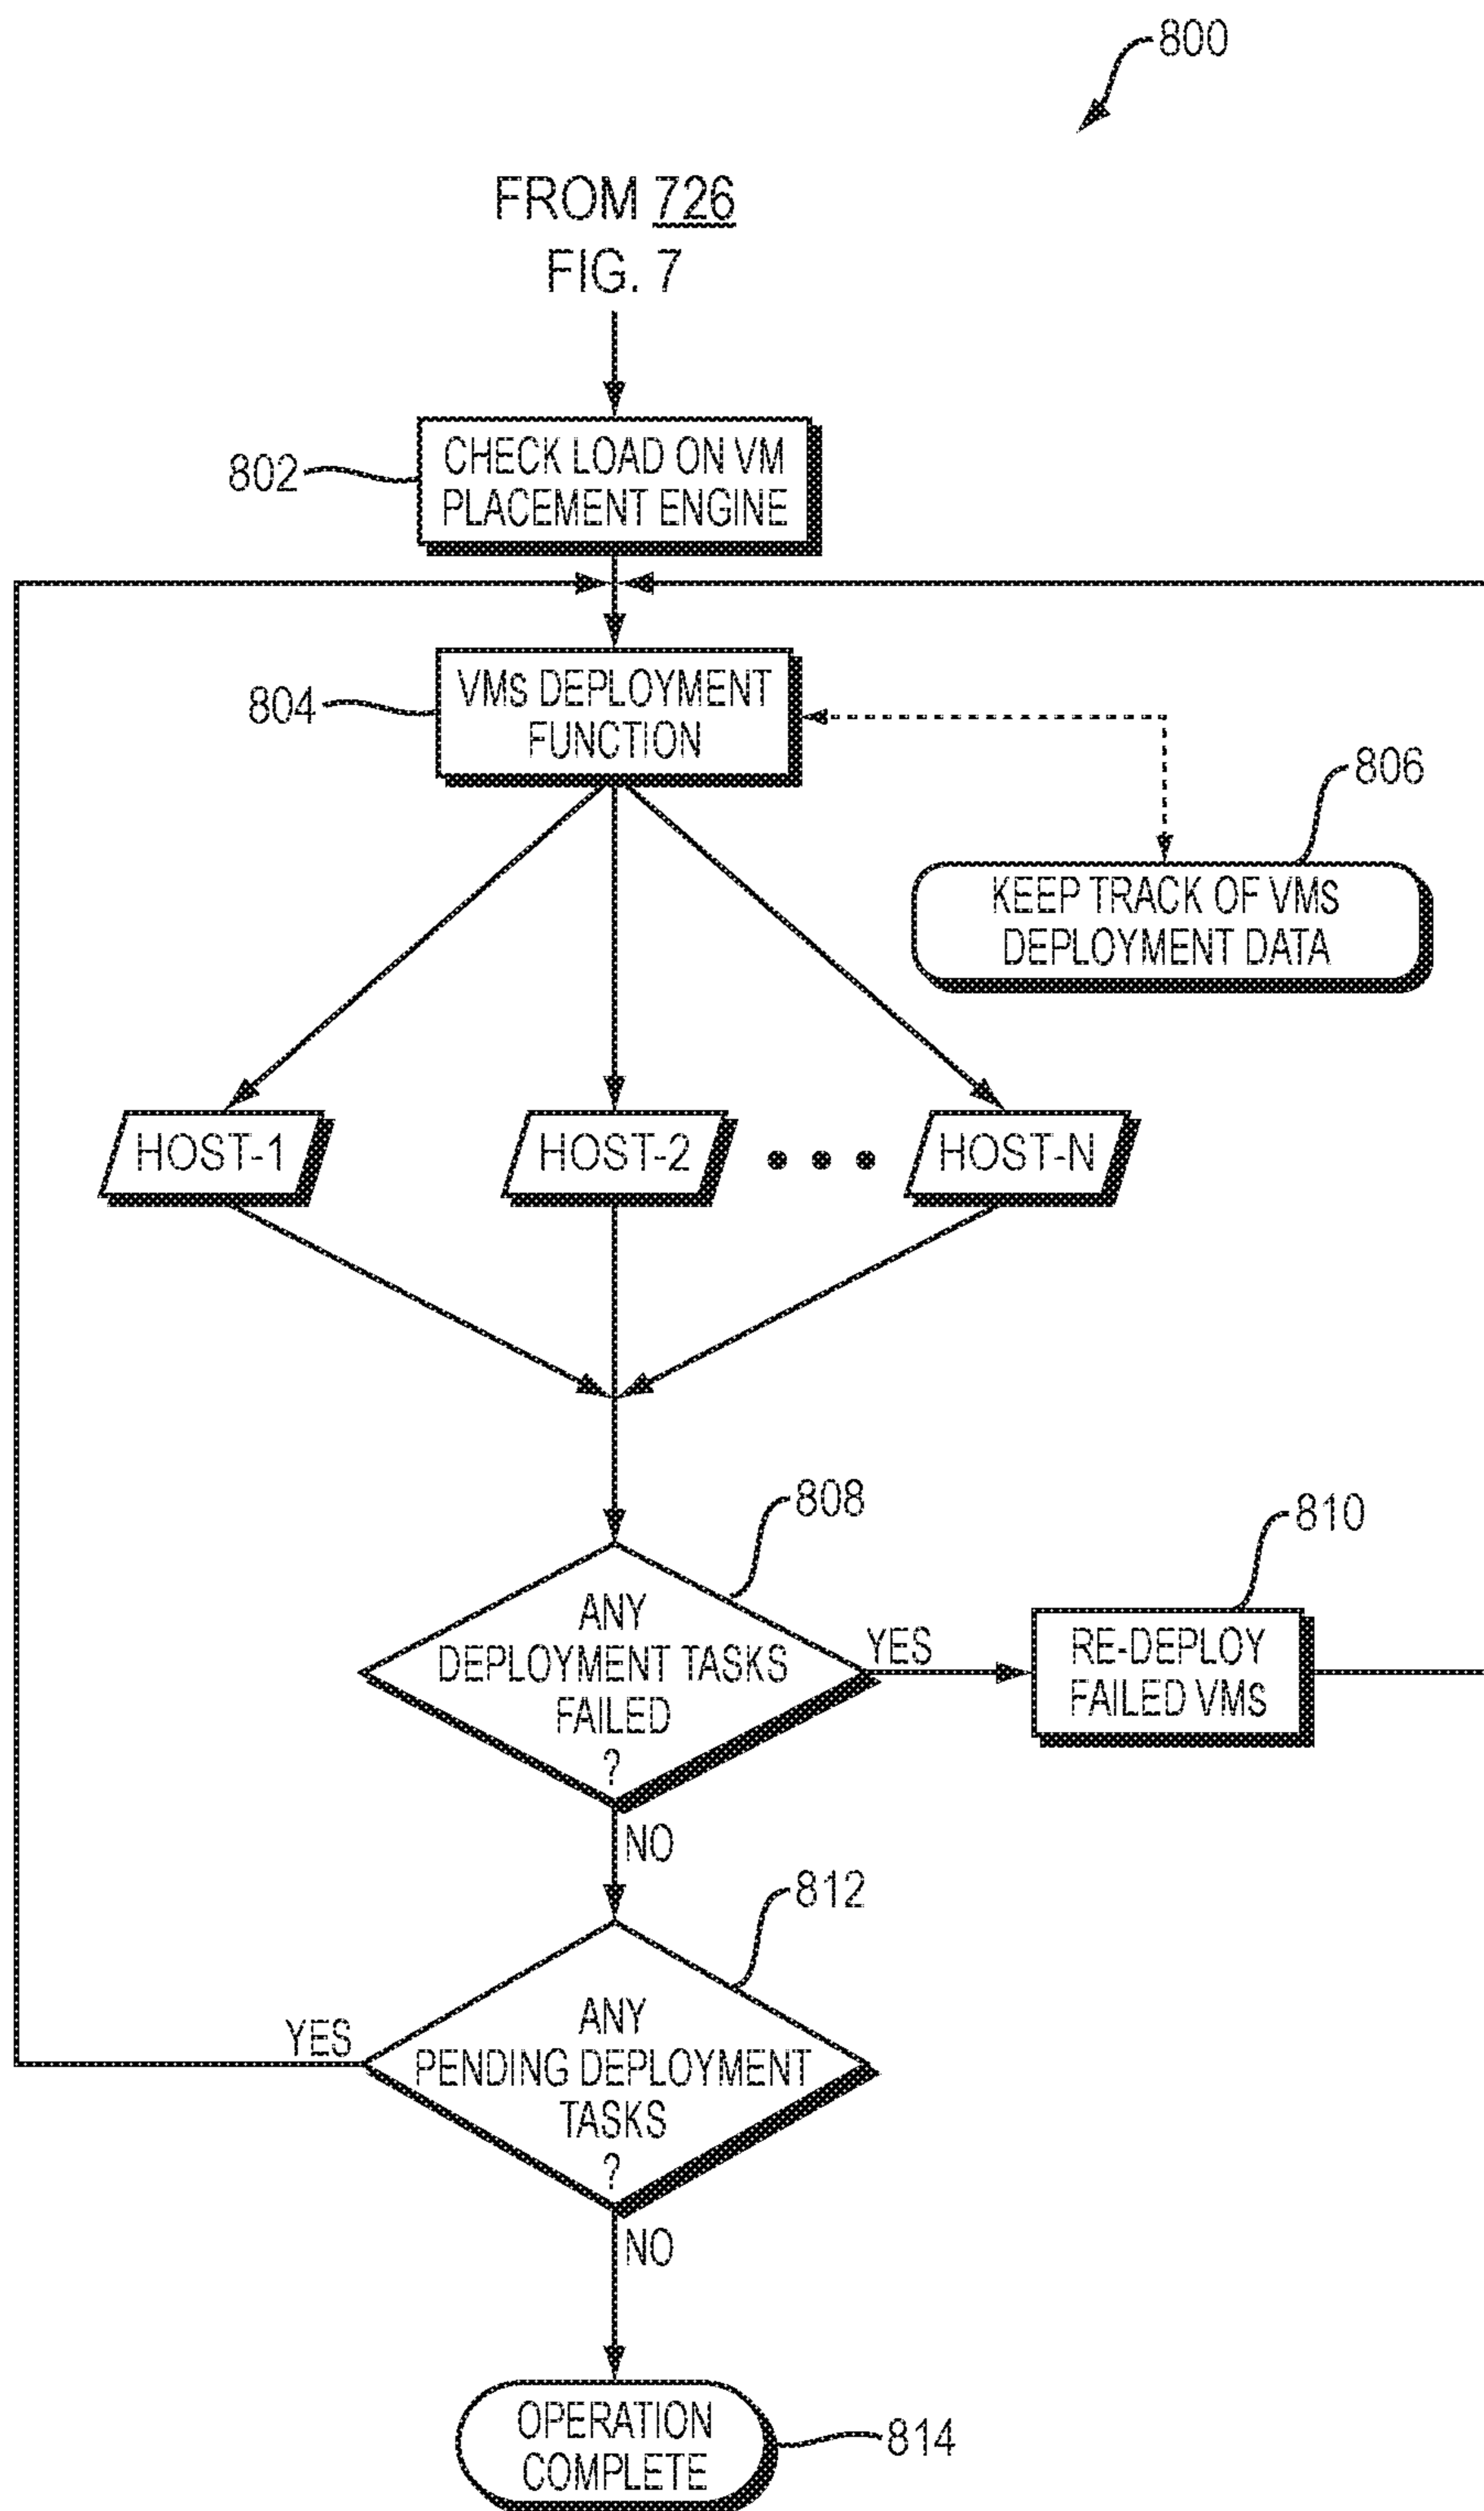 800
FROM 726
FIG. 7
802
CHECK LOAD ON VM
PLACEMENT ENGINE
804
VMs DEPLOYMENT
FUNCTION
806
KEEP TRACK OF VMs
DEPLOYMENT DATA
HOST-1
HOST-2
HOST-N
808
ANY
DEPLOYMENT TASKS
FAILED
?
YES
810
RE-DEPLOY
FAILED VMs
NO
812
ANY
PENDING DEPLOYMENT
TASKS
?
YES
NO
OPERATION
COMPLETE
814